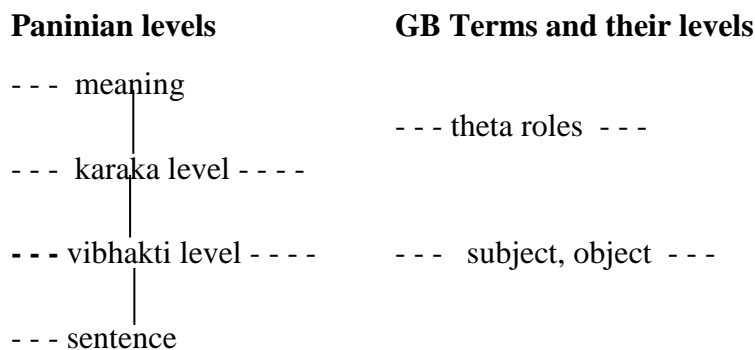 Paninian levels GB Terms and their levels
- - - meaning
- - - theta roles - - -
- - - karaka level - - - -
- - - vibhakti level - - - - - - - subject, object - - -
- - - sentence